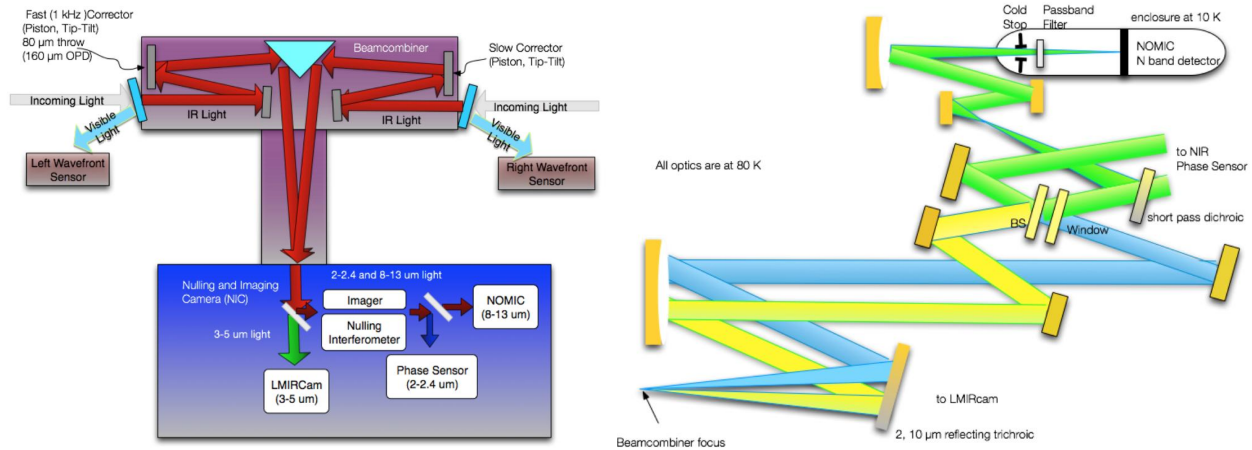 Fast (1 kHz )Corrector
(Piston, Tip-Tilt)
80 µm throw
(160 µm OPD)
Beamcombiner
Slow Corrector
(Piston, Tip-Tilt)
Incoming Light
Incoming Light
IR Light
IR Light
Visible
Light
Visible
Light
Left Wavefront
Sensor
Right Wavefront
Sensor
Nulling and Imaging
Camera (NIC)
2-2.4 and 8-13 um light
Imager
Nulling
Interferometer
NOMIC
(8-13 um)
3-5 um light
LMIRCam
(3-5 um)
Phase Sensor
(2-2.4 um)
Cold
Stop
Passband
Filter
enclosure at 10 K
NOMIC
N band detector
All optics are at 80 K
to NIR
Phase Sensor
BS
Window
short pass dichroic
to LMIRcam
2, 10 µm reflecting trichroic
Beamcombiner focus